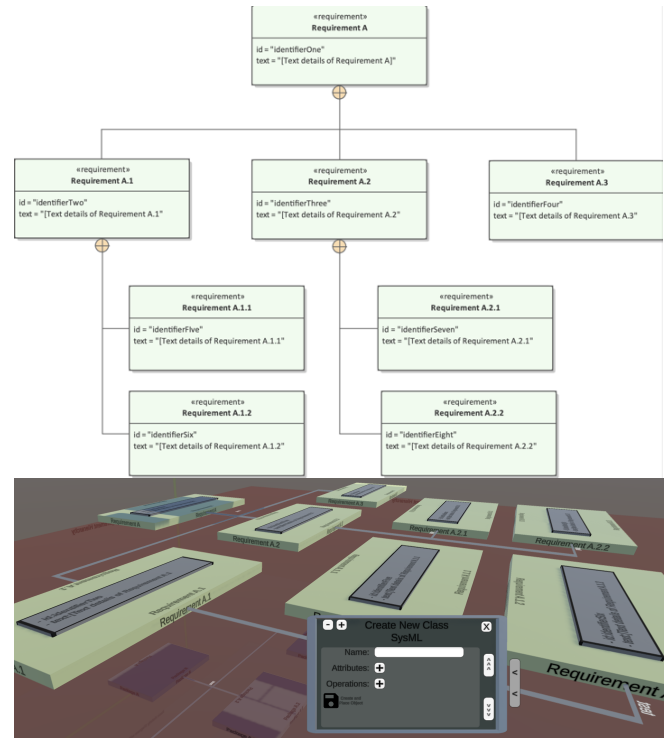 «requirement»
Requirement A
id = "identifierOne"
text = "[Text details of Requirement A]"
«requirement»
Requirement A.1
id = "identifierTwo"
text = "[Text details of Requirement A.1"
«requirement»
Requirement A.2
id = "identifierThree"
text = "[Text details of Requirement A.2"
«requirement»
Requirement A.3
id = "identifierFour"
text = "[Text details of Requirement A.3"
«requirement»
Requirement A.1.1
id = "identifierFIve"
text = "[Text details of Requirement A.1.1"
«requirement»
Requirement A.2.1
id = "identifierSeven"
text = "[Text details of Requirement A.2.1"
«requirement»
Requirement A.1.2
id = "identifierSix"
text = "[Text details of Requirement A.1.2"
«requirement»
Requirement A.2.2
id = "identifierEight"
text = "[Text details of Requirement A.2.2"
Requirement A
Requirement A.2.1
Requirement A.2.2
Requirement A.1
Requirement A.1
Create New Class
SysML
Name:
Attributes:
Operations:
Requirement